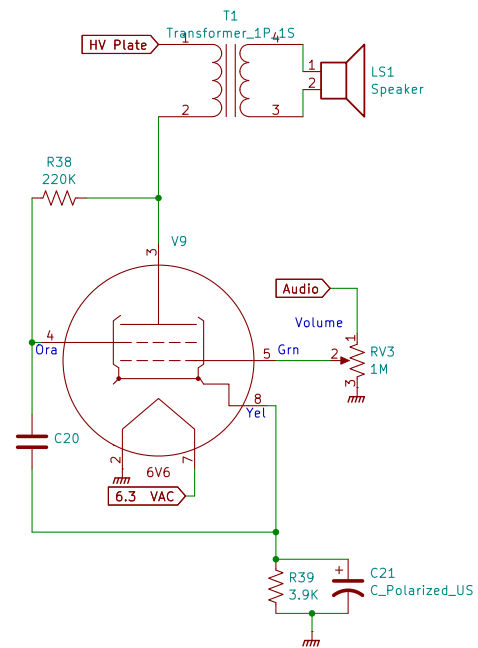 T1
Transformer_1P_1S
HV Plate
1
4
1
2
LS1
Speaker
2
3
R38
220K
3
V9
Audio
Volume
1
4
Ora
5
Grn
2
RV3
1M
3
8
Yel
C20
2
7
6V6
6.3 VAC
R39
3.9K
+
C21
C_Polarized_US